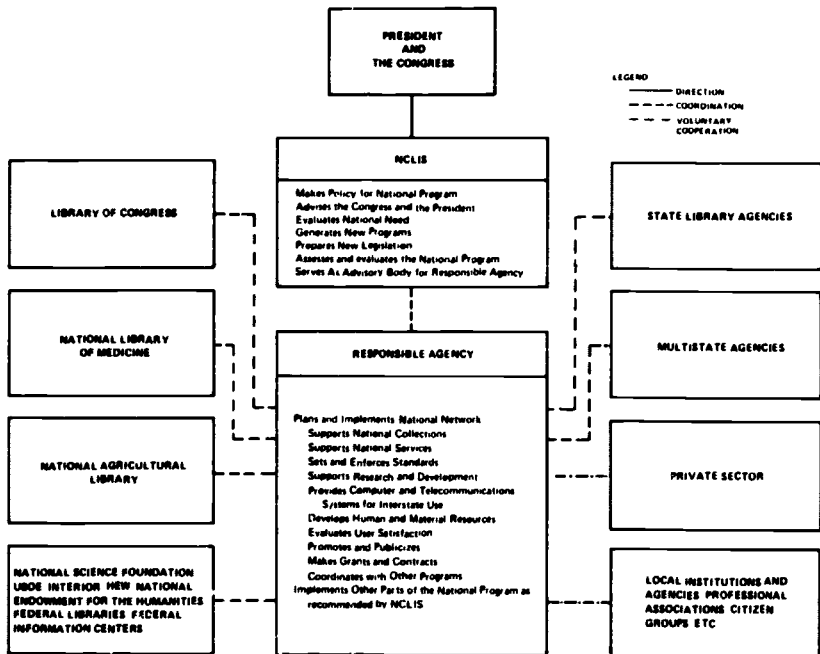 PRESIDENT
AND
THE CONGRESS
LEGEND
DIRECTION
COORDINATION
VOLUNTARY
COOPERATION
NCLIS
Makes Policy for National Program
Advises the Congress and the President
Evaluates National Need
Generates New Programs
Prepares New Legislation
Assesses and evaluates the National Program
Serves As Advisory Body for Responsible Agency
LIBRARY OF CONGRESS
NATIONAL LIBRARY
OF MEDICINE
NATIONAL AGRICULTURAL
LIBRARY
NATIONAL SCIENCE FOUNDATION
UBOE INTERIOR HEW NATIONAL
ENDOWMENT FOR THE HUMANITIES
FEDERAL LIBRARIES FEDERAL
INFORMATION CENTERS
RESPONSIBLE AGENCY
Plans and Implements National Network
Supports National Collections
Supports National Services
Sets and Enforces Standards
Supports Research and Development
Provides Computer and Telecommunications
Systems for Interstate Use
Develops Human and Material Resources
Evaluates User Satisfaction
Promotes and Publicizes
Makes Grants and Contracts
Coordinates with Other Programs
Implements Other Parts of the National Program as
recommended by NCLIS
STATE LIBRARY AGENCIES
MULTISTATE AGENCIES
PRIVATE SECTOR
LOCAL INSTITUTIONS AND
AGENCIES PROFESSIONAL
ASSOCIATIONS CITIZEN
GROUPS ETC